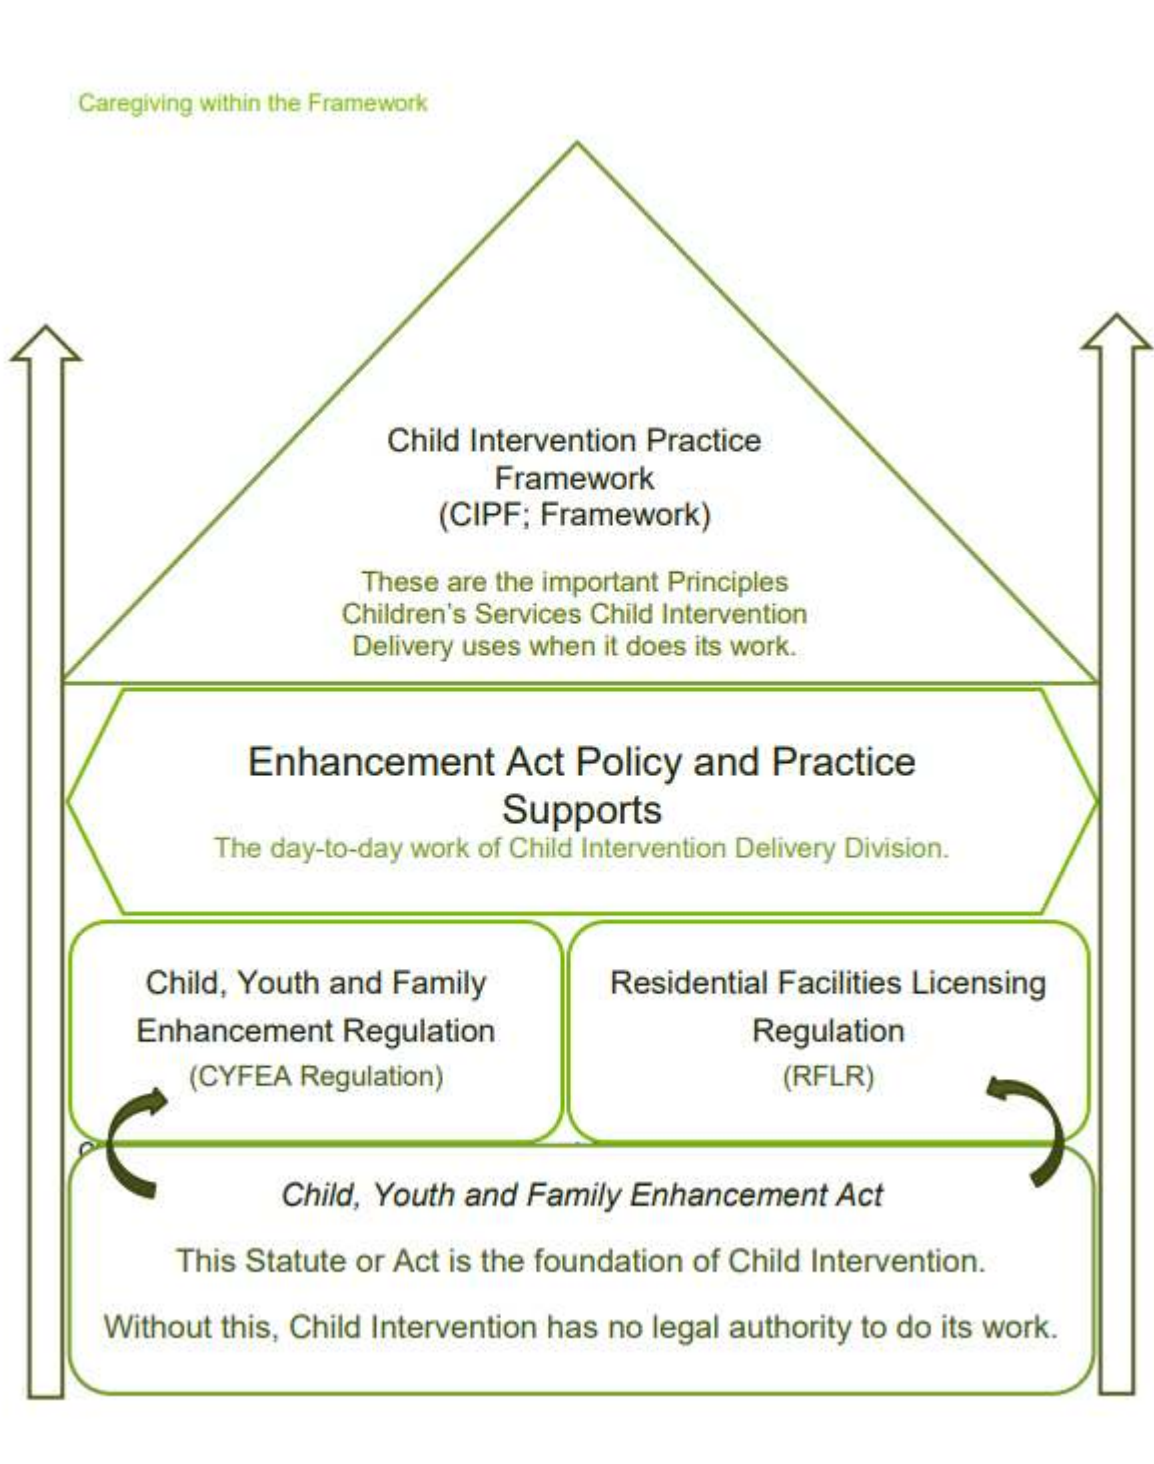 Caregiving within the Framework
Child Intervention Practice
Framework
(CIPF; Framework)
These are the important Principles
Children's Services Child Intervention
Delivery uses when it does its work.
Enhancement Act Policy and Practice
Supports
The day-to-day work of Child Intervention Delivery Division.
Child, Youth and Family
Enhancement Regulation
(CYFEA Regulation)
Residential Facilities Licensing
Regulation
(RFLR)
Child, Youth and Family Enhancement Act
This Statute or Act is the foundation of Child Intervention.
Without this, Child Intervention has no legal authority to do its work.